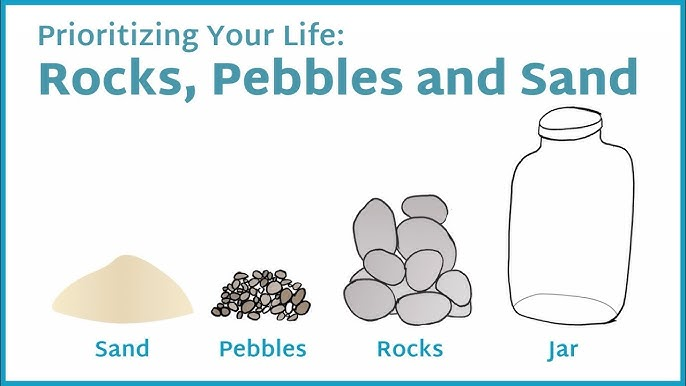 Prioritizing Your Life:
Rocks, Pebbles and Sand
Sand Pebbles Rocks Jar